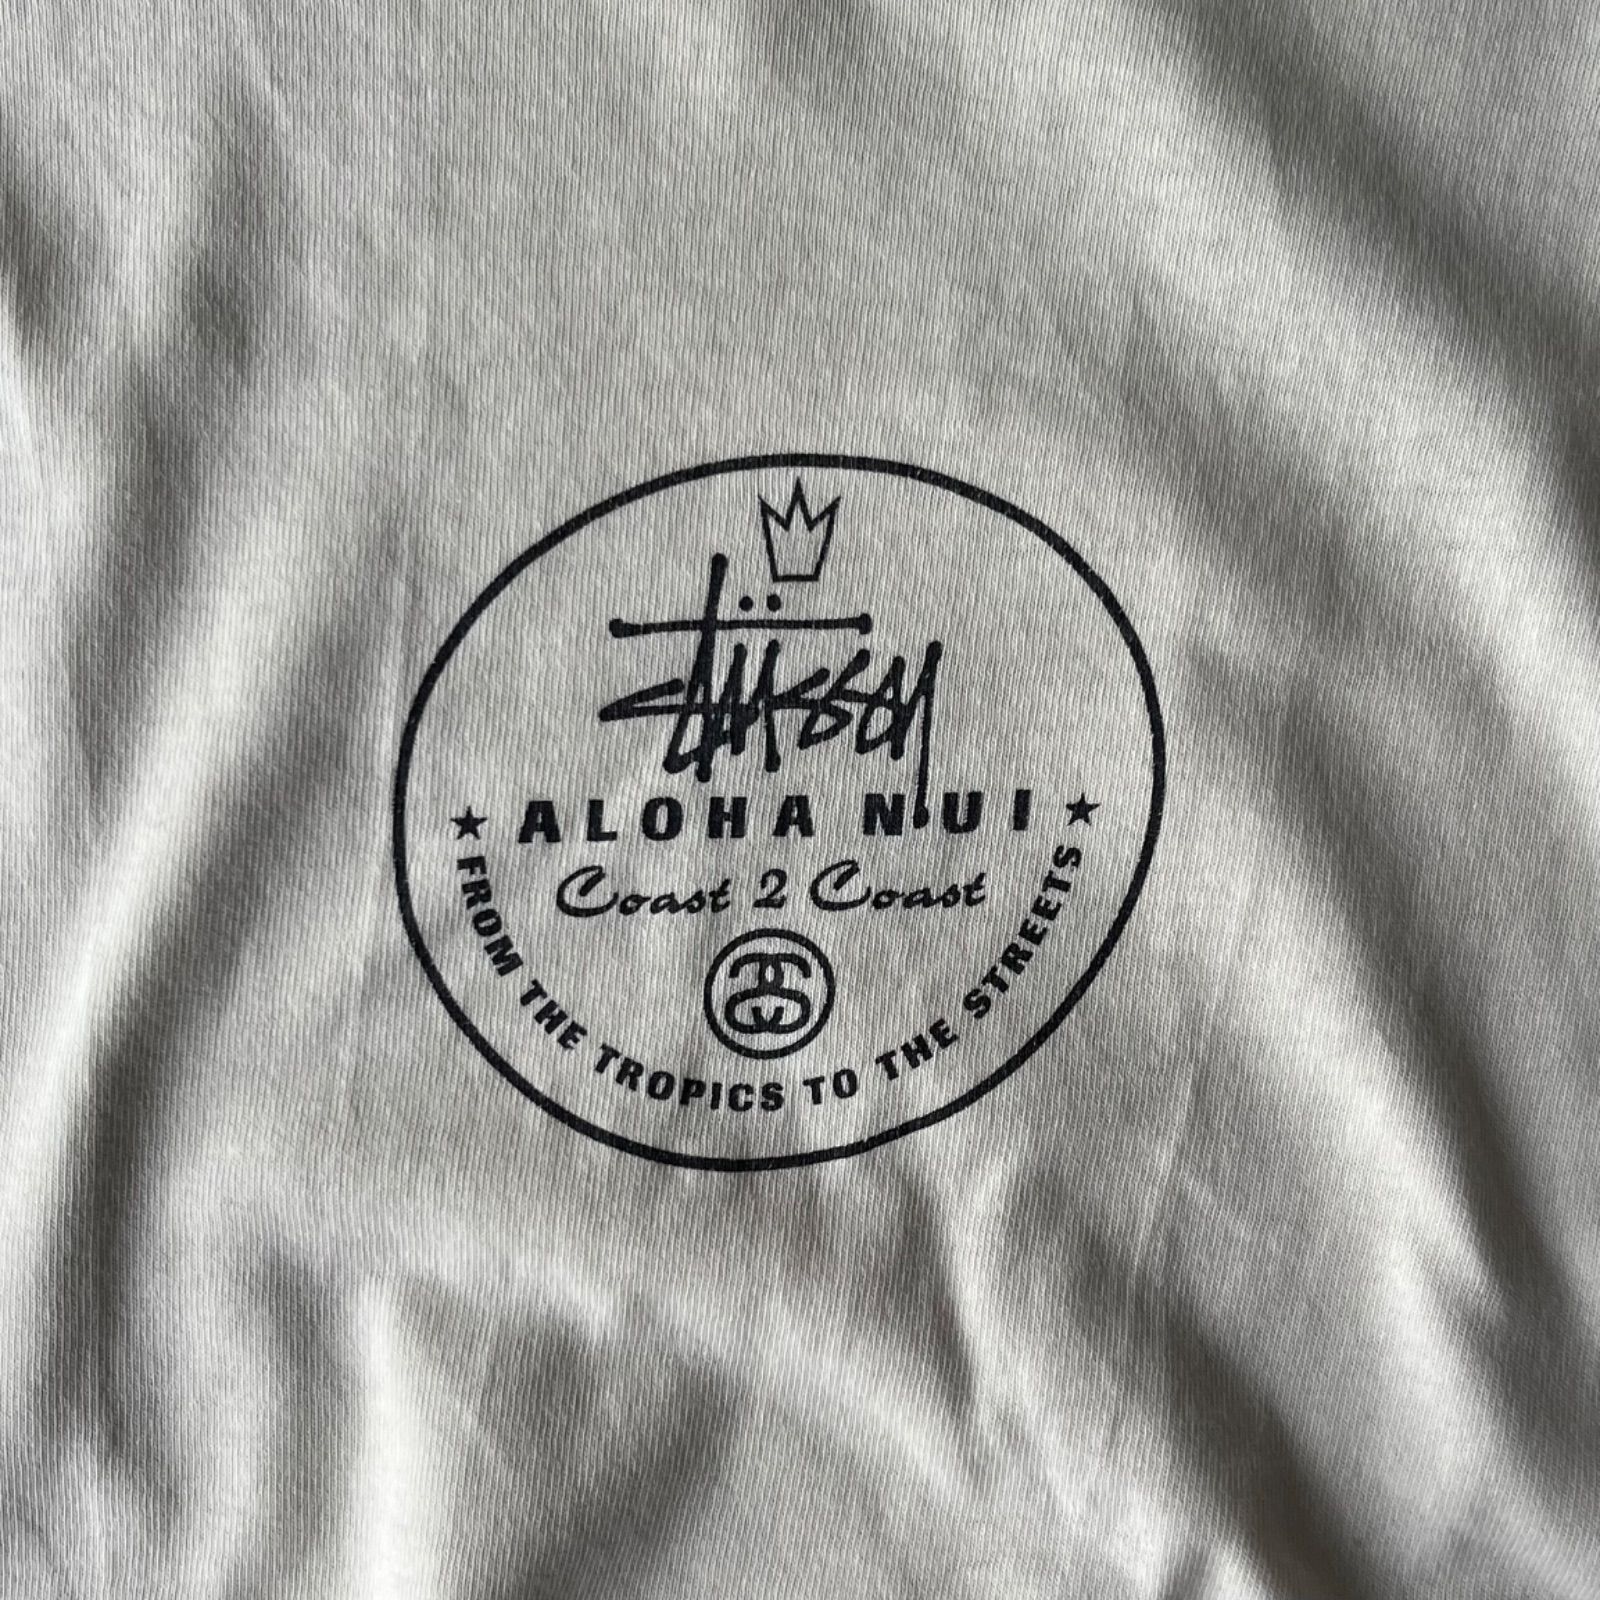 Stüssy
★ ALOHA NUI ★
Coast 2 Coast
FROM THE TROPICS TO THE STREETS